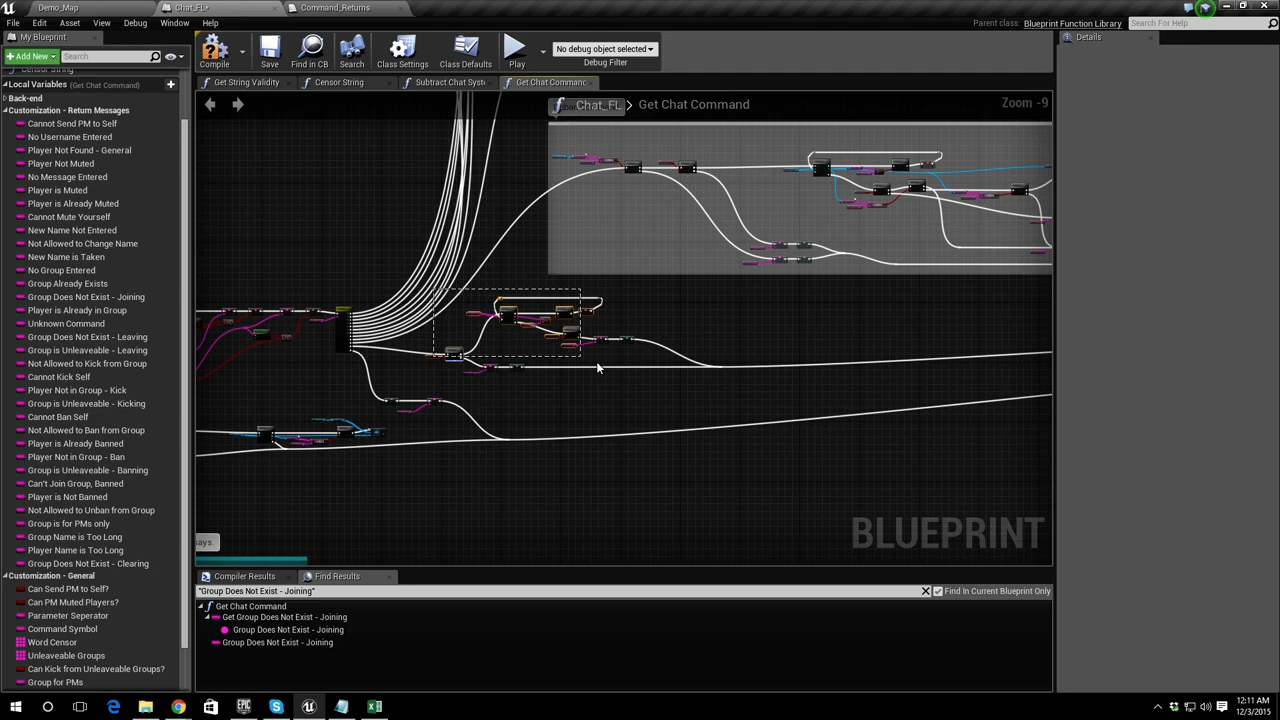 Demo_Map
Chat_FL*
Command_Returns
File Edit Asset View Debug Window Help
Parent class: Blueprint Function Library
Search For Help
My Blueprint
Add New
Search
Compile
Save
Find in CB
Search
Class Settings
Class Defaults
Play
No debug object selected
Debug Filter
Details
Censor String
Local Variables (Get Chat Command)
Back-end
Customization - Return Messages
Cannot Send PM to Self
No Username Entered
Player Not Found - General
Player Not Muted
No Message Entered
Player is Muted
Player is Already Muted
Cannot Mute Yourself
New Name Not Entered
Not Allowed to Change Name
New Name is Taken
No Group Entered
Group Already Exists
Group Does Not Exist - Joining
Player is Already in Group
Unknown Command
Group Does Not Exist - Leaving
Group is Unleavable - Leaving
Not Allowed to Kick from Group
Cannot Kick Self
Player Not in Group - Kick
Group is Unleavable - Kicking
Cannot Ban Self
Not Allowed to Ban from Group
Player is Already Banned
Player Not in Group - Ban
Group is Unleaveable - Banning
Can't Join Group, Banned
Player is Not Banned
Not Allowed to Unban from Group
Group is for PMs only
Group Name is Too Long
Player Name is Too Long
Group Does Not Exist - Clearing
Customization - General
Can Send PM to Self?
Can PM Muted Players?
Parameter Seperator
Command Symbol
Word Censor
Unleaveable Groups
Can Kick from Unleaveable Groups?
Group for PMs
Get String Validity
Censor String
Subtract Chat Syst
Get Chat Command
Chat_FL > Get Chat Command
Zoom -9
says.
BLUEPRINT
Compiler Results
Find Results
"Group Does Not Exist - Joining"
Find In Current Blueprint Only
Get Chat Command
Get Group Does Not Exist - Joining
Group Does Not Exist - Joining
Group Does Not Exist - Joining
EPIC
12:11 AM
12/3/2015